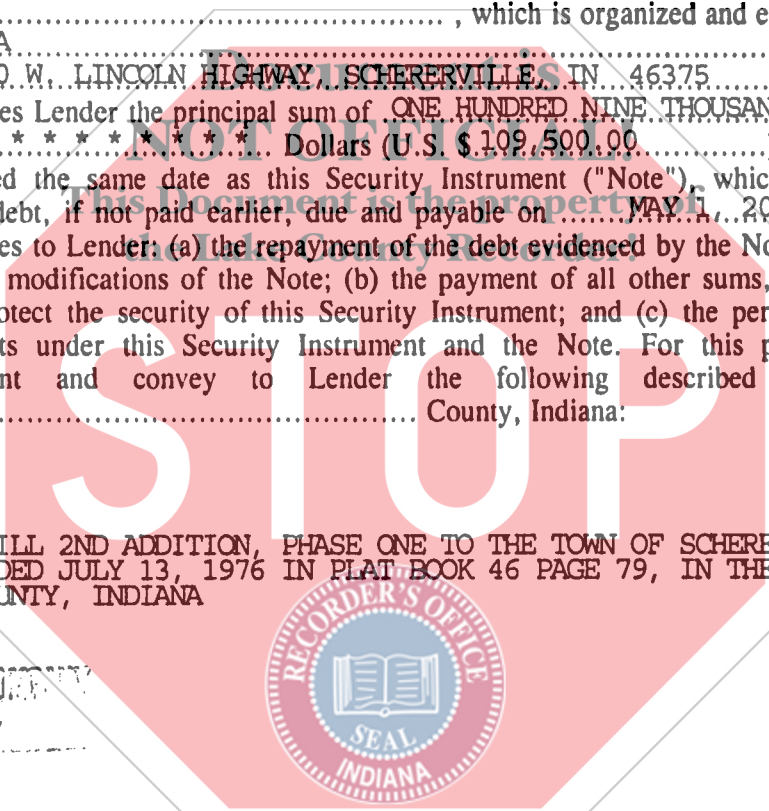 , which is organized and e
A
0 W. LINCOLN HIGHWAY, SCHERERVILLE, IN 46375
es Lender the principal sum of ONE HUNDRED NINE THOUSAN
* * * * * * * * * Dollars (U.S. $ 109,500.00
ed the same date as this Security Instrument ("Note"), whic
debt, if not paid earlier, due and payable on MAY 1, 20
es to Lender: (a) the repayment of the debt evidenced by the No
modifications of the Note; (b) the payment of all other sums,
otect the security of this Security Instrument; and (c) the per
ts under this Security Instrument and the Note. For this p
nt and convey to Lender the following described
County, Indiana:
ILL 2ND ADDITION, PHASE ONE TO THE TOWN OF SCHERE
DED JULY 13, 1976 IN PLAT BOOK 46 PAGE 79, IN THE
UNTY, INDIANA
Document is
NOT OFFICIAL!
This Document is the property of
the Lake County Recorder!
STOP
RECORDER'S OFFICE
SEAL
INDIANA